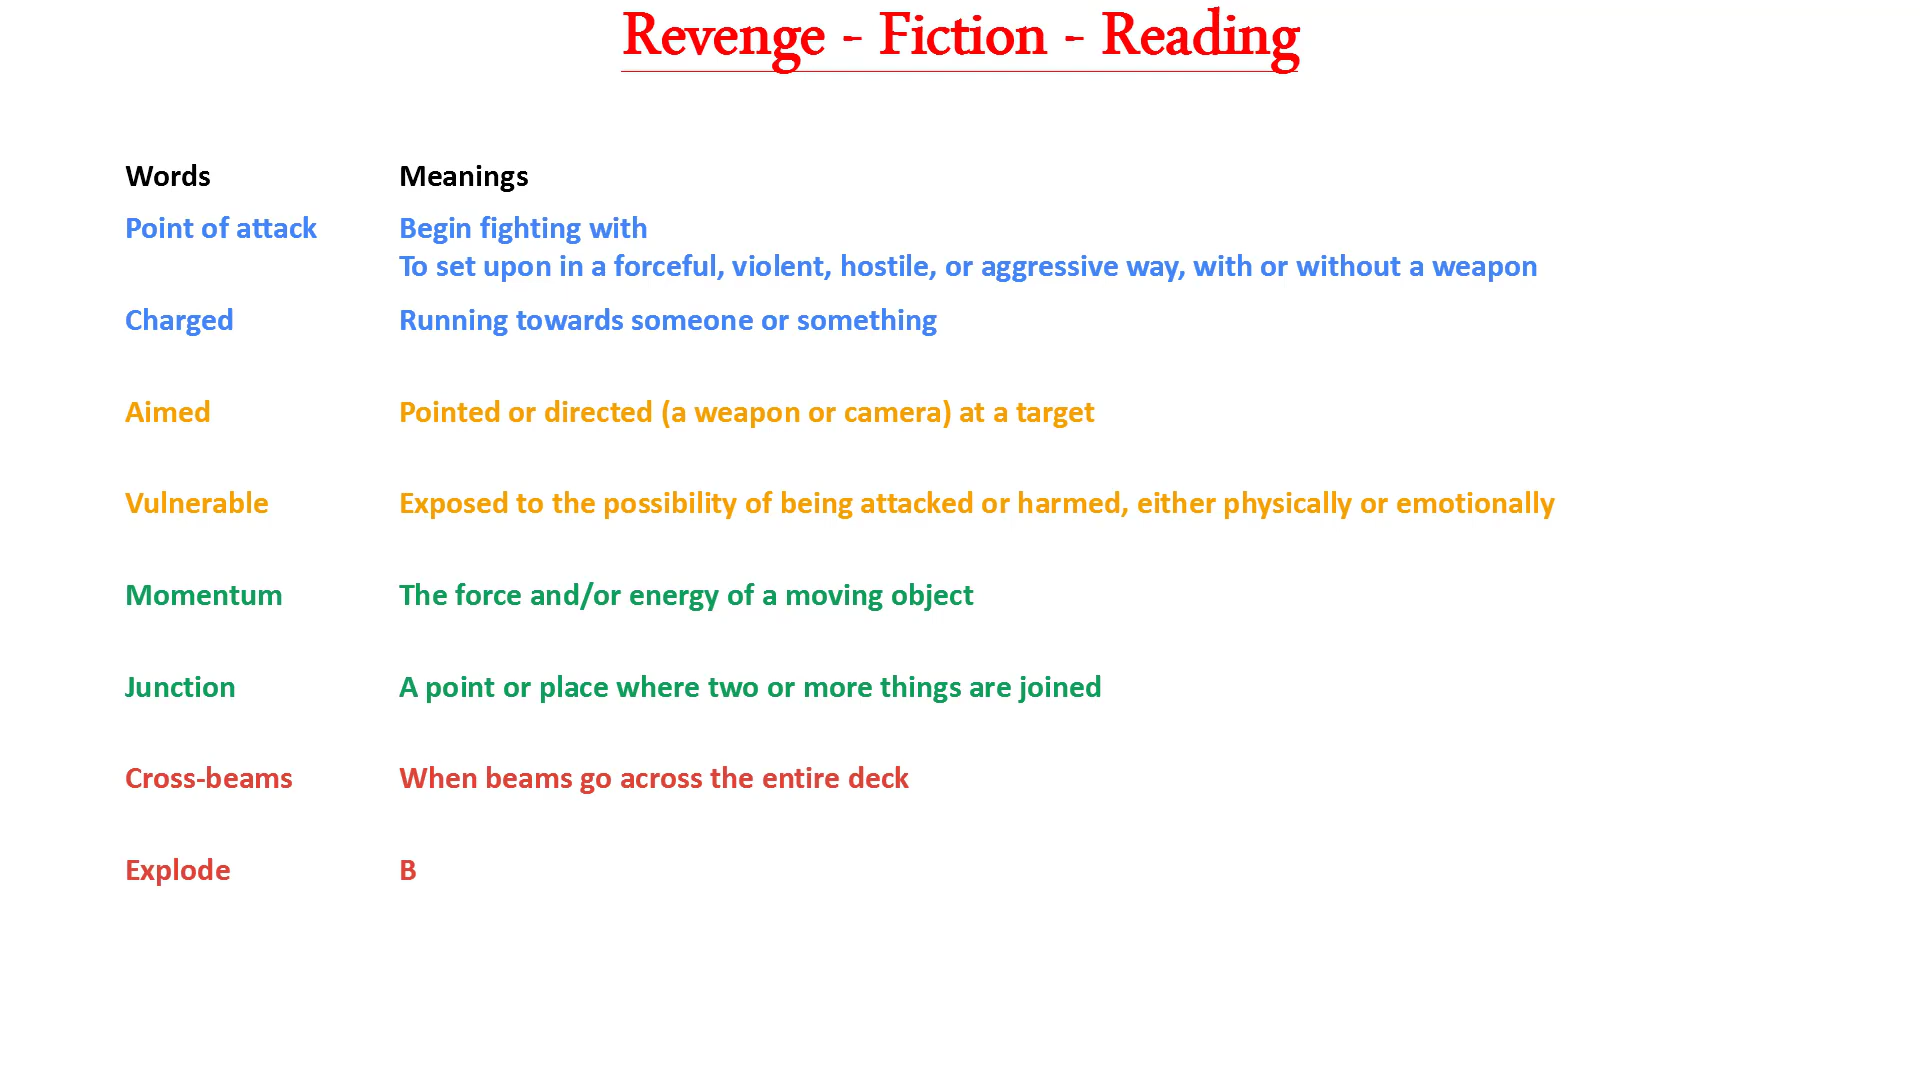 Revenge - Fiction - Reading
Words Meanings
Point of attack Begin fighting with
To set upon in a forceful, violent, hostile, or aggressive way, with or without a weapon
Charged Running towards someone or something
Aimed Pointed or directed (a weapon or camera) at a target
Vulnerable Exposed to the possibility of being attacked or harmed, either physically or emotionally
Momentum The force and/or energy of a moving object
Junction A point or place where two or more things are joined
Cross-beams When beams go across the entire deck
Explode B